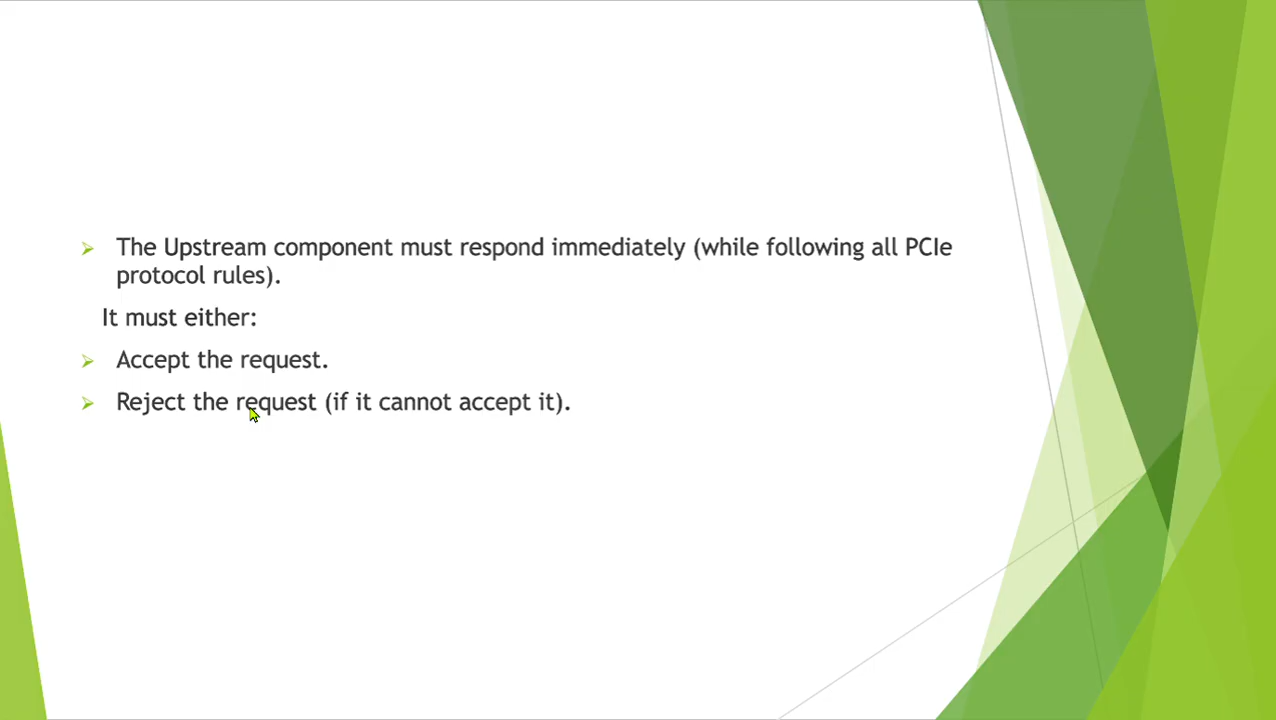 The Upstream component must respond immediately (while following all PCIe
protocol rules).
It must either:
Accept the request.
Reject the request (if it cannot accept it).